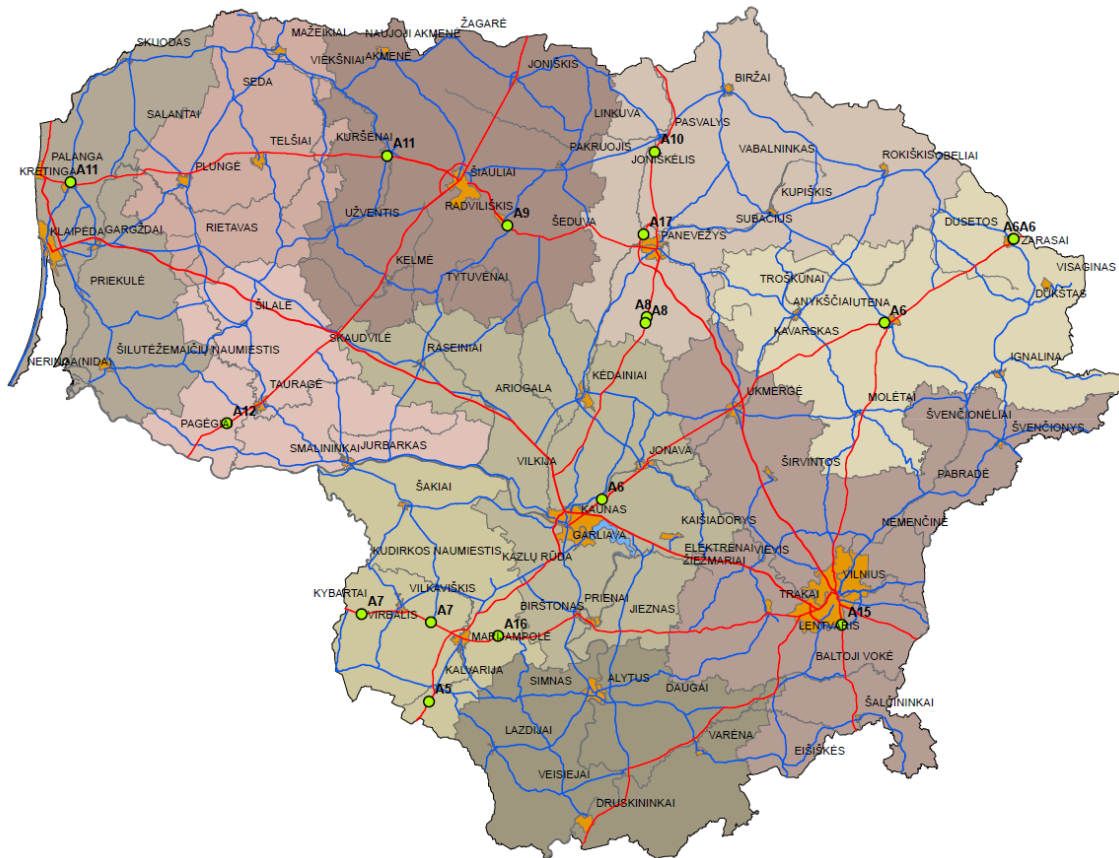 ŽAGARĖ
MAŽEIKIAI
NAUJOJI AKMENĖ
SKUODAS
VIEKŠNIAI
AKMENĖ
JONIŠKIS
SEDA
BIRŽAI
SALANTAI
LINKUVA
PASVALYS
KURŠĖNAI
A11
A10
PAKRUOJIS
JONIŠKĖLIS
VABALNINKAS
ROKIŠKIS
OBELIAI
PALANGA
TELŠIAI
PLUNGĖ
KRETINGA
A11
ŠIAULIAI
KUPIŠKIS
RADVILIŠKIS
UŽVENTIS
A9
ŠEDUVA
A17
SUBAČIUS
DUSETOS
A6A6
KLAIPĖDA
GARGŽDAI
RIETAVAS
PANEVĖŽYS
ZARASAI
KELMĖ
TYTUVĖNAI
TROŠKŪNAI
VISAGINAS
PRIEKULĖ
DŪKŠTAS
ŠILALĖ
A8
A8
ANYKŠČIAI
UTENA
A6
KAVARSKAS
SKAUDVILĖ
RASEINIAI
ŠILUTĖ
ŽEMAIČIŲ NAUMIESTIS
NERINGA(NIDA)
IGNALINA
KĖDAINIAI
ARIOGALA
TAURAGĖ
UKMERGĖ
MOLĖTAI
A12
PAGĖGIAI
ŠVENČIONĖLIAI
ŠVENČIONYS
SMALININKAI
JURBARKAS
JONAVA
VILKIJA
ŠIRVINTOS
PABRADĖ
ŠAKIAI
A6
KAUNAS
KAIŠIADORYS
NEMENČINĖ
GARLIAVA
KUDIRKOS NAUMIESTIS
KAZLŲ RŪDA
ELEKTRĖNAI
VIEVIS
ŽIEŽMARIAI
VILNIUS
KYBARTAI
A7
VILKAVIŠKIS
VIRBALIS
A7
BIRŠTONAS
PRIENAI
JIEZNAS
TRAKAI
A15
A16
LENTVARIS
MARIJAMPOLĖ
BALTOJI VOKĖ
KALVARIJA
SIMNAS
ALYTUS
DAUGAI
A5
ŠALČININKAI
LAZDIJAI
VARĖNA
EIŠIŠKĖS
VEISIEJAI
DRUSKININKAI